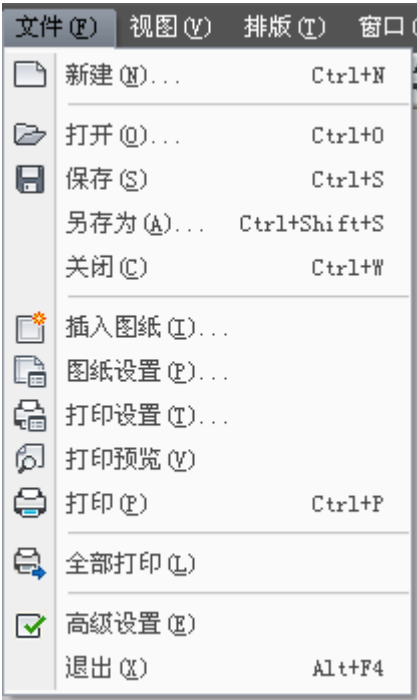 文件(F) 视图(V) 排版(T) 窗口(
新建(N)... Ctrl+N
打开(O)... Ctrl+O
保存(S) Ctrl+S
另存为(A)... Ctrl+Shift+S
关闭(C) Ctrl+W
插入图纸(I)...
图纸设置(P)...
打印设置(T)...
打印预览(V)
打印(P) Ctrl+P
全部打印(L)
高级设置(E)
退出(X) Alt+F4